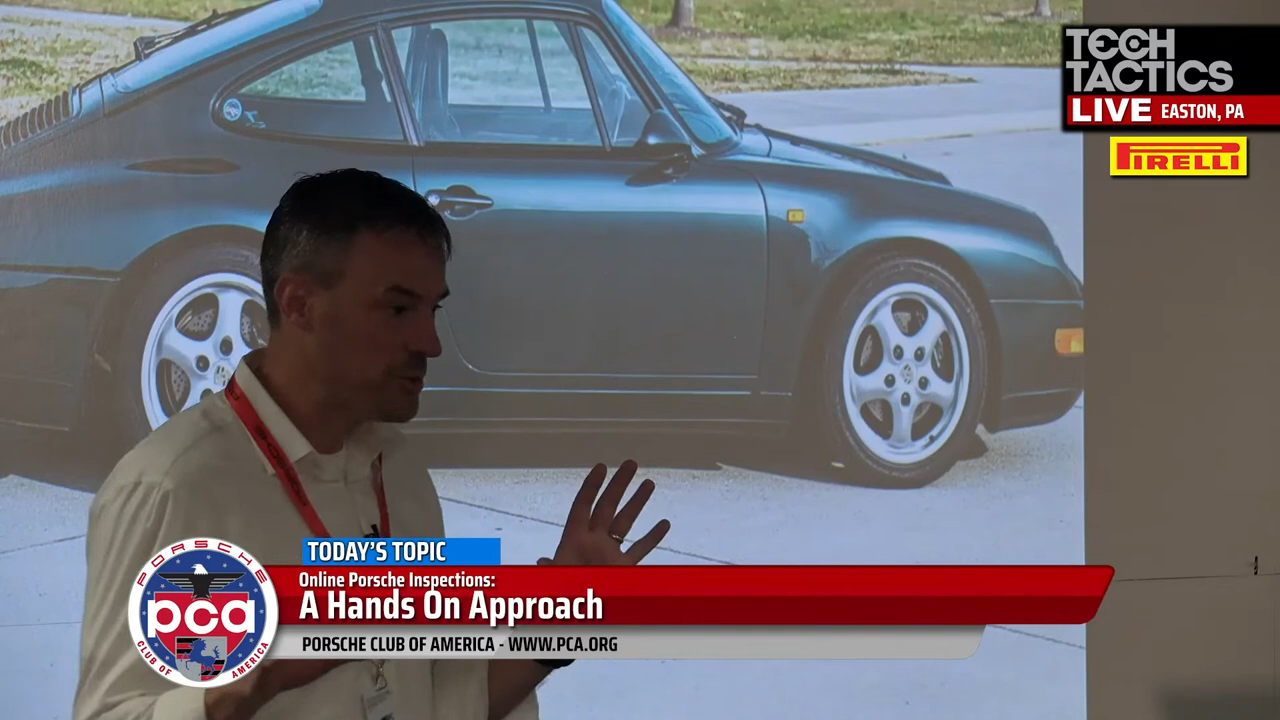 TECH
TACTICS
LIVE EASTON, PA
PIRELLI
TODAY'S TOPIC
Online Porsche Inspections:
A Hands On Approach
PORSCHE CLUB OF AMERICA - WWW.PCA.ORG
PORSCHE
pca
CLUB OF AMERICA